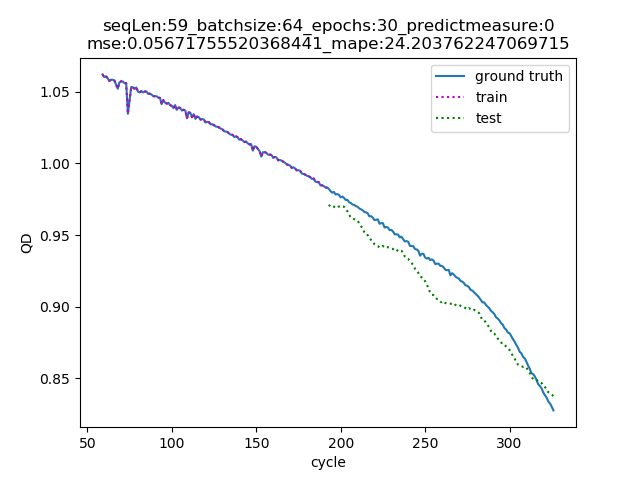 seqLen:59_batchsize:64_epochs:30_predictmeasure:0
mse:0.05671755520368441_mape:24.203762247069715
ground truth
train
test
1.05
1.00
0.95
0.90
0.85
QD
50 100 150 200 250 300
cycle